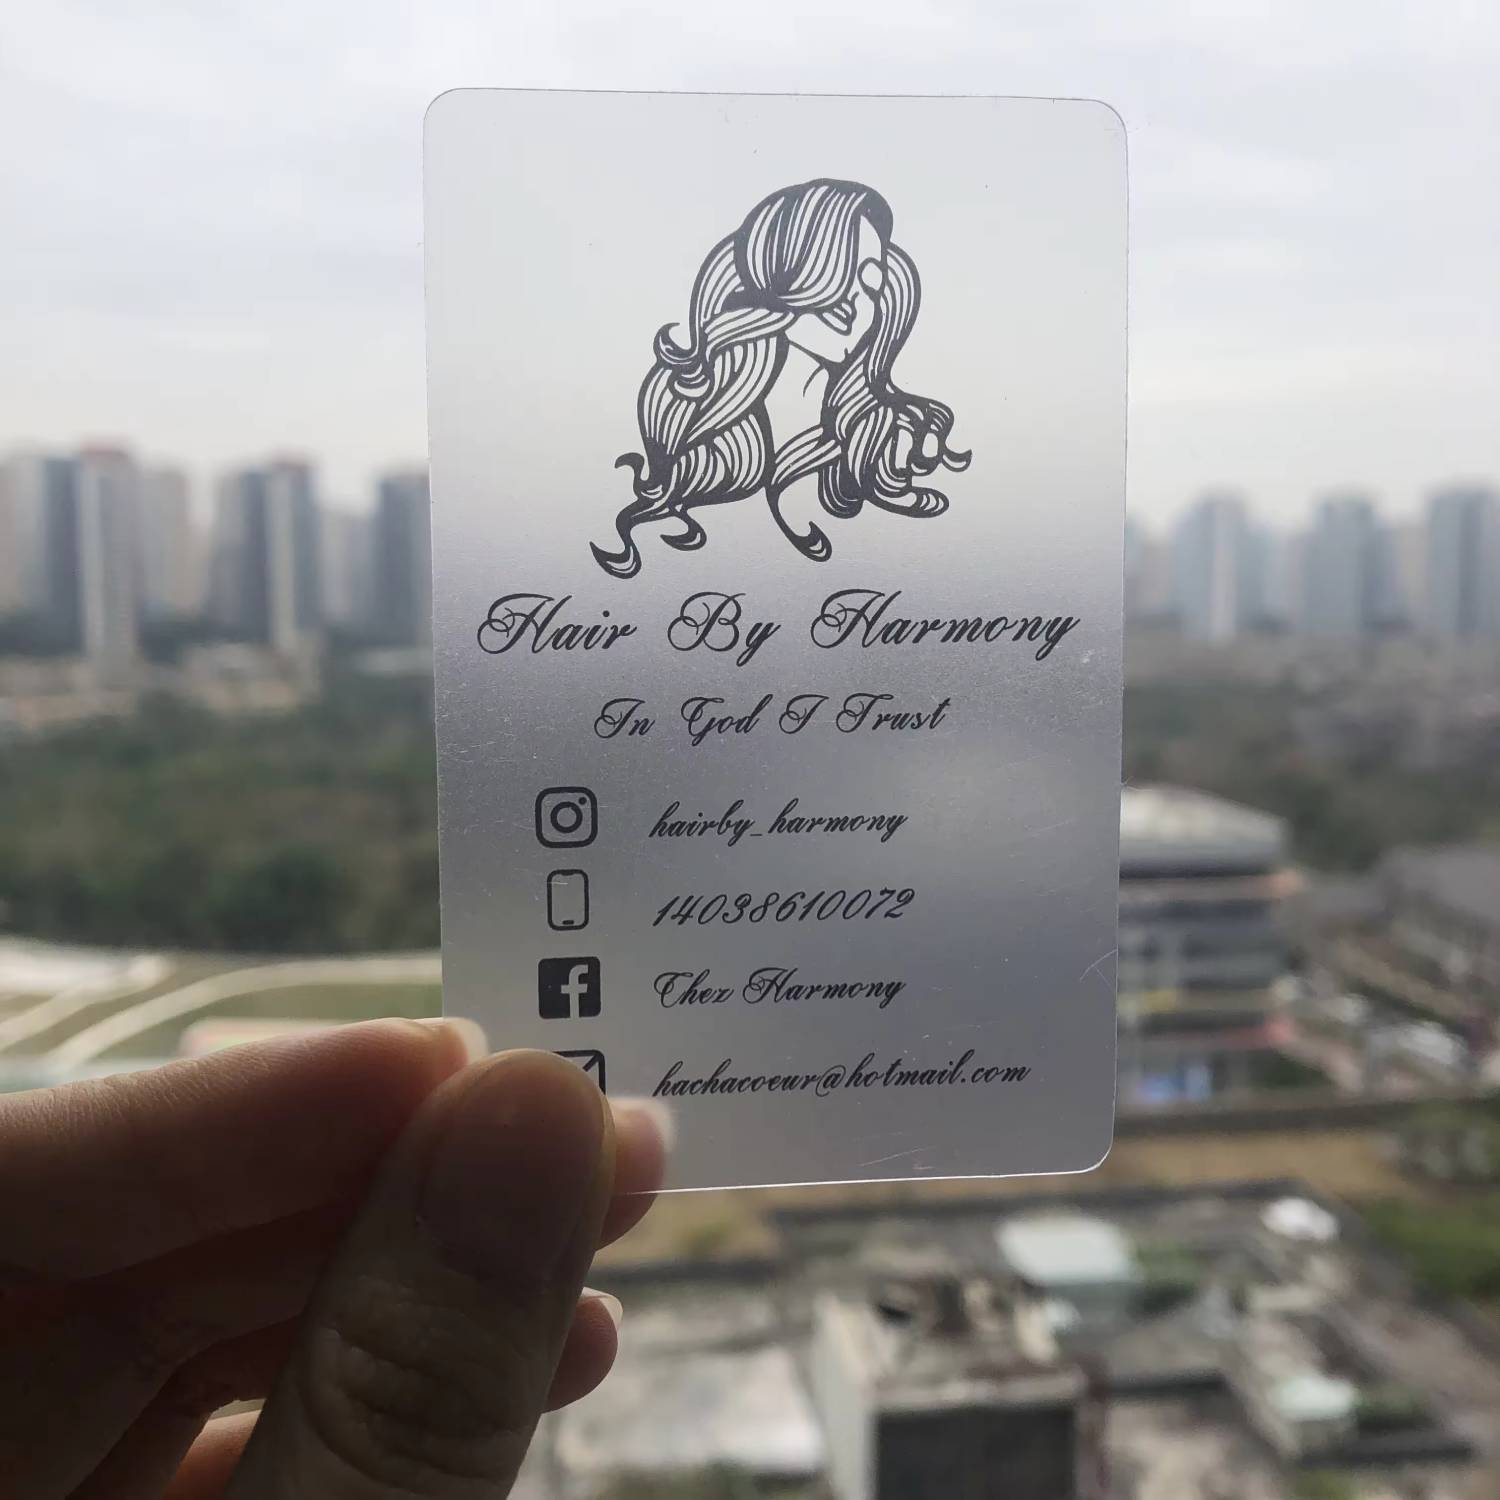 Hair By Harmony
In God I Trust
hairby_harmony
14038610072
Chez Harmony
hachacoeur@hotmail.com